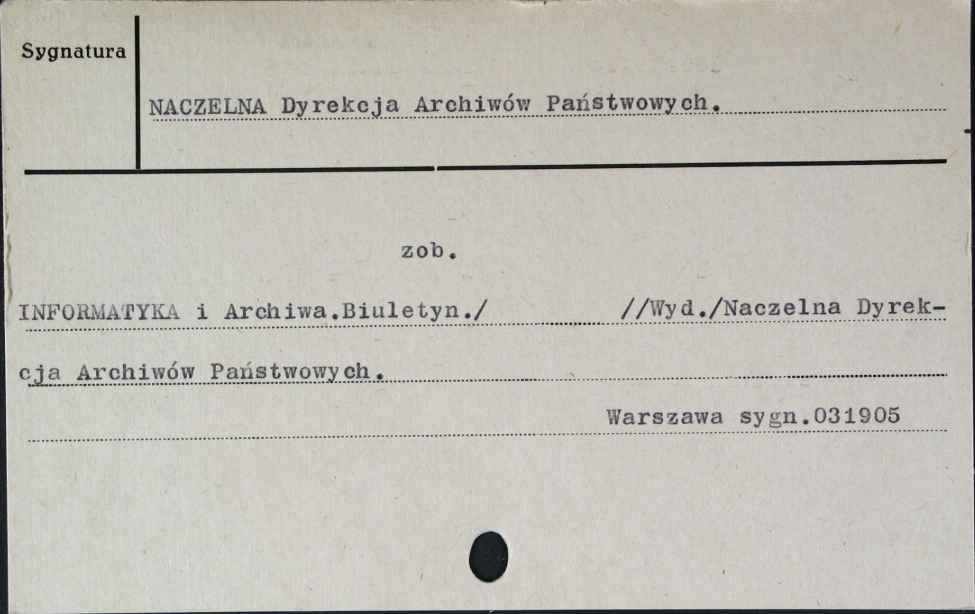 Sygnatura
NACZELNA Dyrekcja Archiwów Państwowych.
zob.
INFORMATYKA i Archiwa.Biuletyn./ //Wyd./Naczelna Dyrek-
cja Archiwów Państwowych.
Warszawa sygn.031905